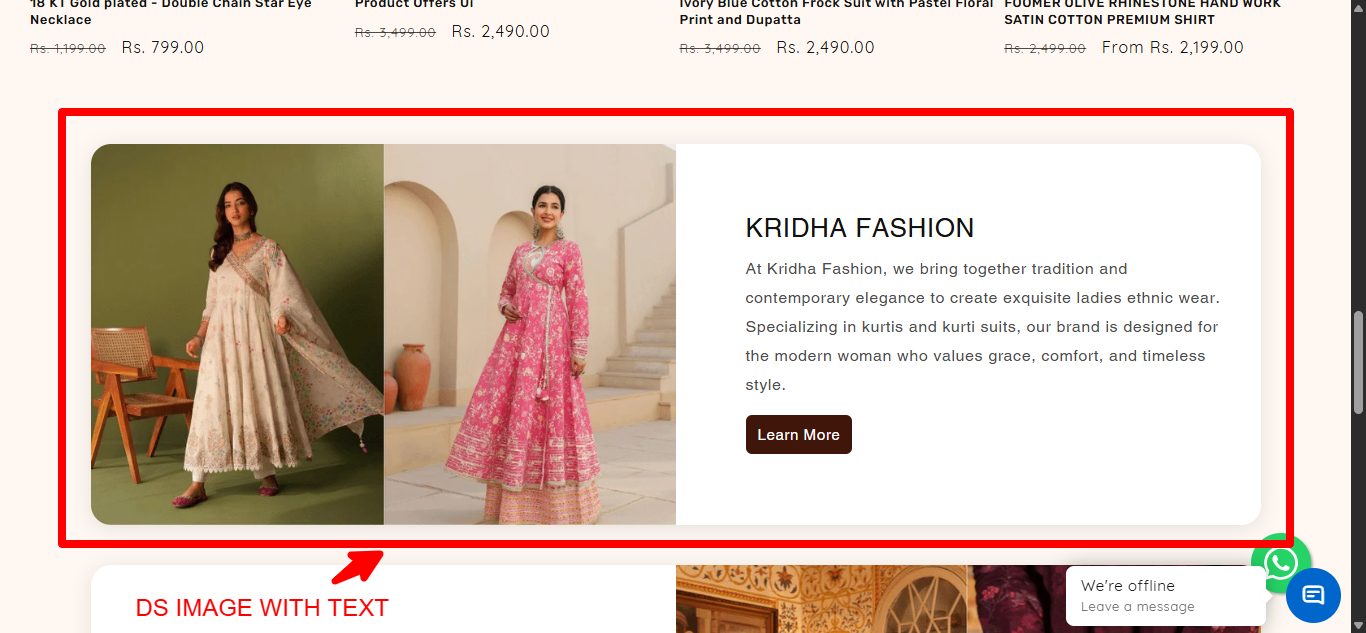 18 KT Gold plated - Double Chain Star Eye
Necklace
Rs. 1,199.00 Rs. 799.00
Product Offers Ui
Rs. 3,499.00 Rs. 2,490.00
Ivory Blue Cotton Frock Suit with Pastel Floral
Print and Dupatta
Rs. 3,499.00 Rs. 2,490.00
FOOMER OLIVE RHINESTONE HAND WORK
SATIN COTTON PREMIUM SHIRT
Rs. 2,499.00 From Rs. 2,199.00
KRIDHA FASHION
At Kridha Fashion, we bring together tradition and
contemporary elegance to create exquisite ladies ethnic wear.
Specializing in kurtis and kurti suits, our brand is designed for
the modern woman who values grace, comfort, and timeless
style.
Learn More
DS IMAGE WITH TEXT
We're offline
Leave a message